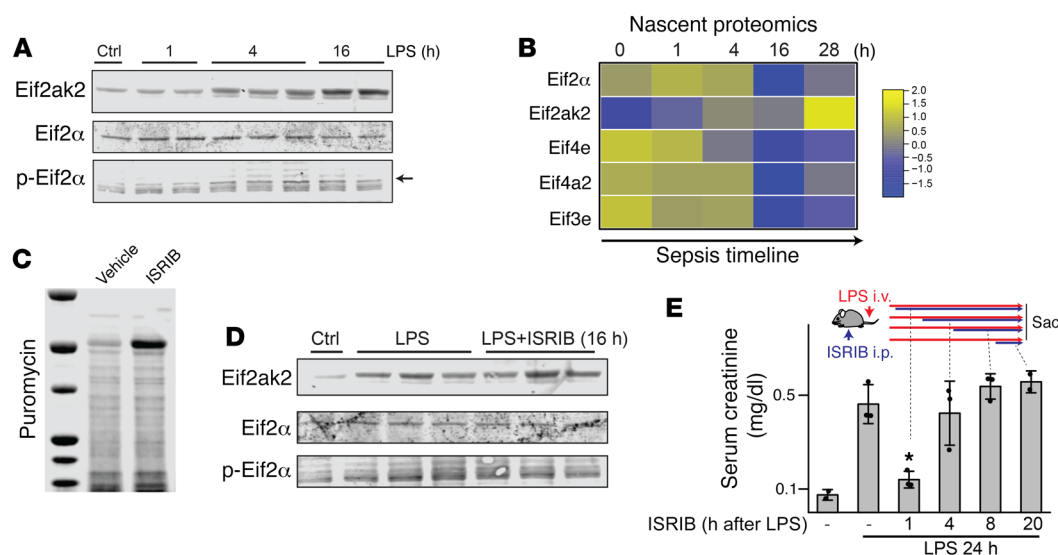 A
Ctrl 1 4 16 LPS (h)
Eif2ak2
Eif2α
p-Eif2α
B
Nascent proteomics
0 1 4 16 28 (h)
Eif2α
Eif2ak2
Eif4e
Eif4a2
Eif3e
2.0
1.5
1.0
0.5
0.0
−0.5
−1.0
−1.5
Sepsis timeline
C
Vehicle
ISRIB
Puromycin
D
Ctrl LPS LPS+ISRIB (16 h)
Eif2ak2
Eif2α
p-Eif2α
E
LPS i.v.
ISRIB i.p.
Sac
Serum creatinine
(mg/dl)
0.5
0.1
*
ISRIB (h after LPS) - - 1 4 8 20
LPS 24 h